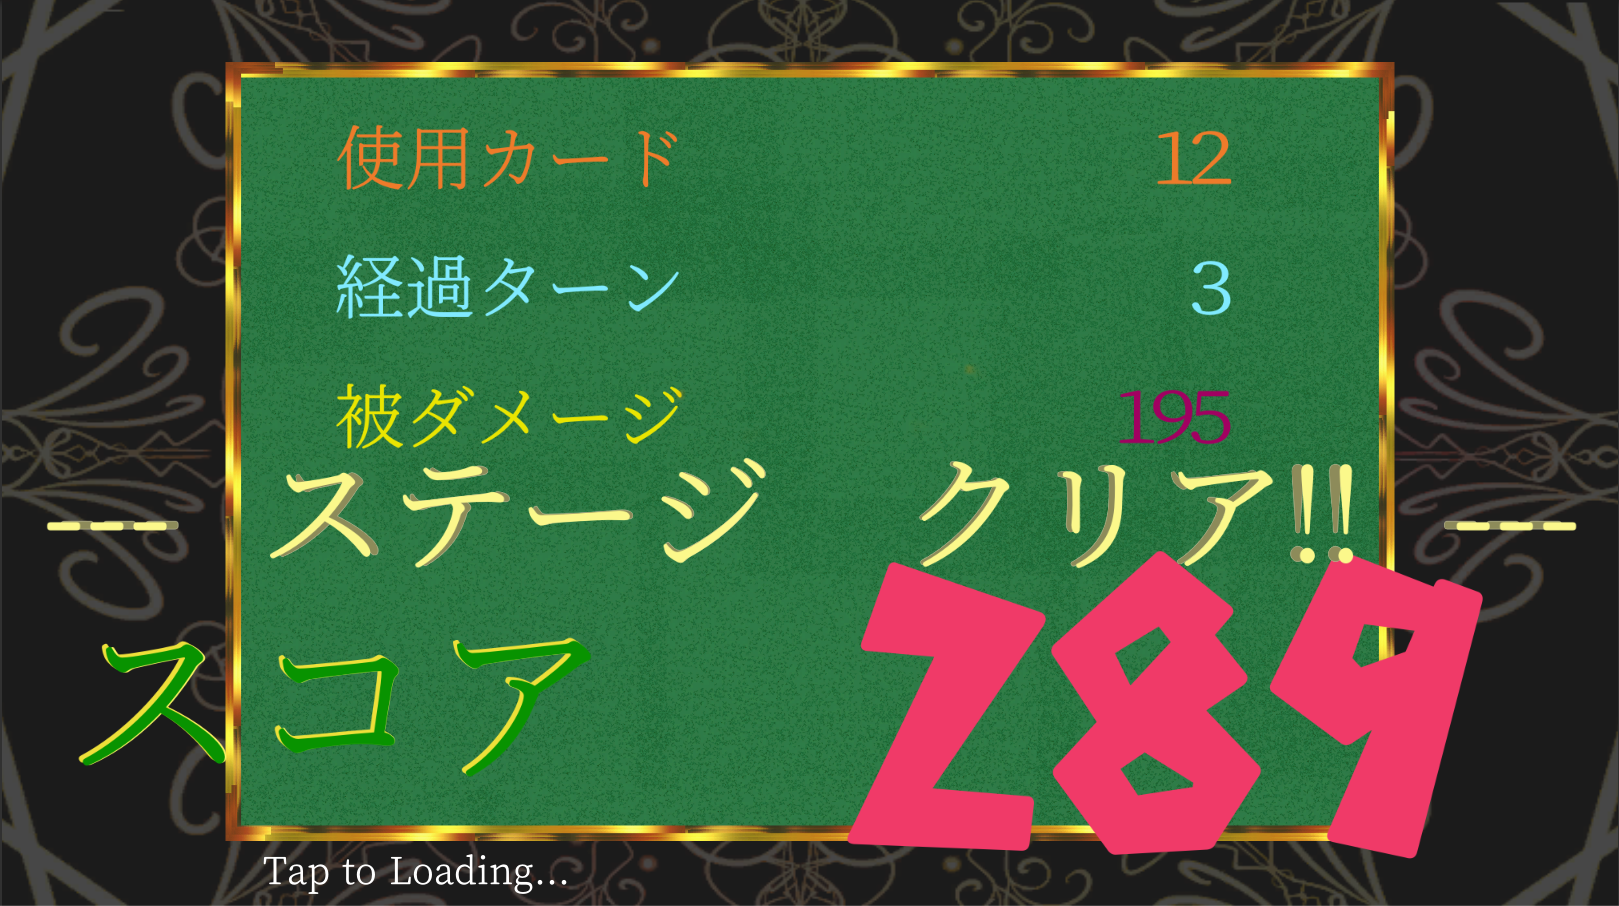 使用カード 12
経過ターン 3
被ダメージ 195
---- ステージ クリア!!!! ----
スコア 289
Tap to Loading...